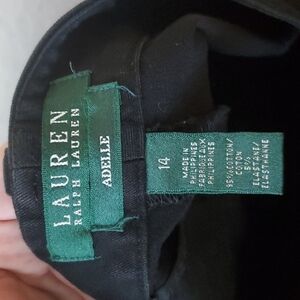 LAUREN
RALPH LAUREN
ADELLE
14
MADE IN
PHILIPPINES
FABRIQUE AUX
PHILIPPINES
95% COTTON/
COTON
5%
ELASTANE/
ELASTHANNE